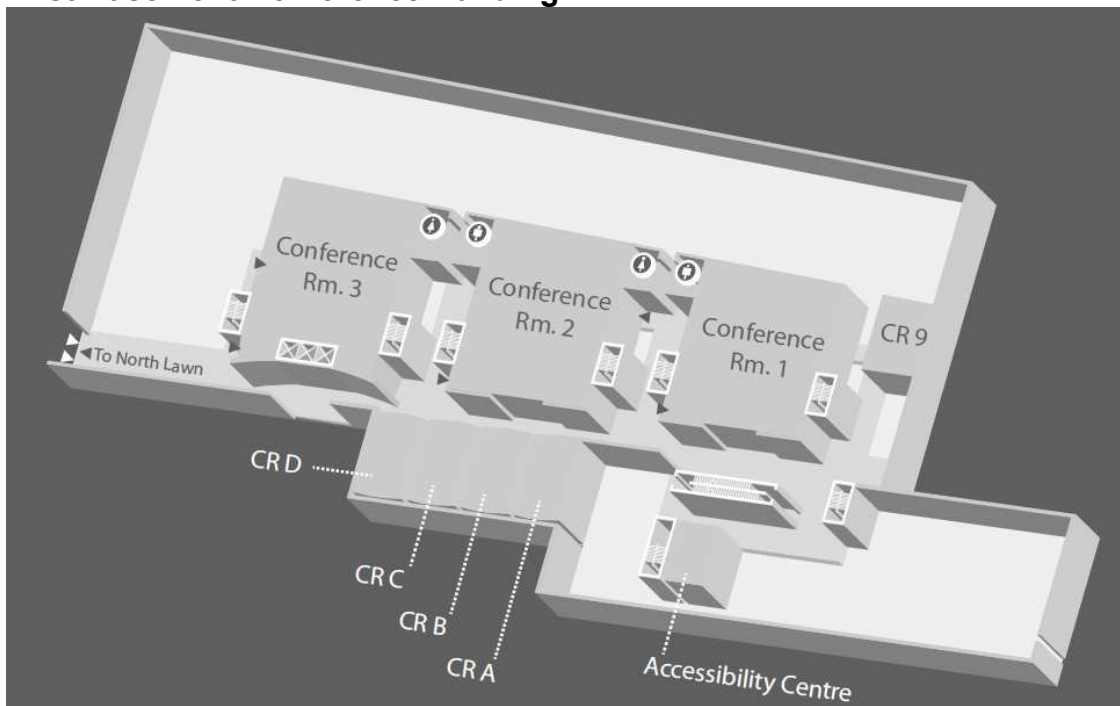 Conference
Rm. 3
Conference
Rm. 2
Conference
Rm. 1
CR 9
To North Lawn
CR D
CR C
CR B
CR A
Accessibility Centre